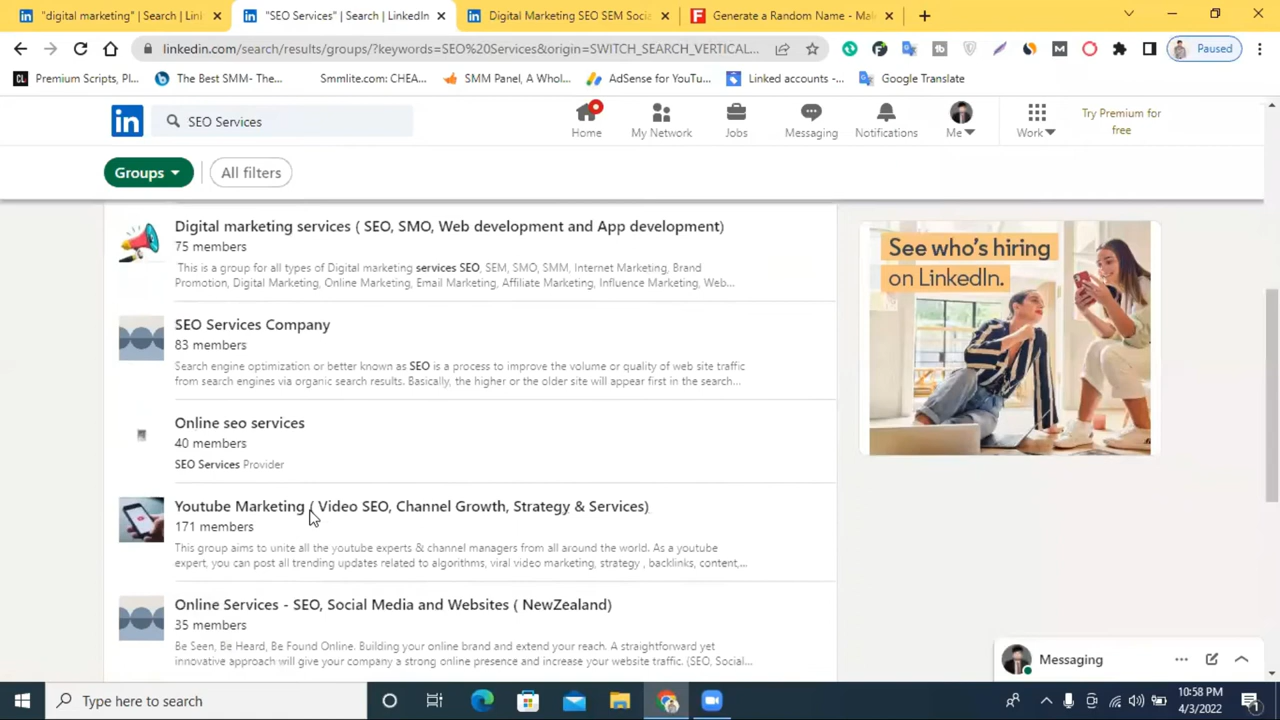 "digital marketing" | Search | Lin
"SEO Services" | Search | LinkedIn
Digital Marketing SEO SEM Soci
Generate a Random Name - Ma
linkedin.com/search/results/groups/?keywords=SEO%20Services&origin=SWITCH_SEARCH_VERTICAL...
Paused
Premium Scripts, Pl...
The Best SMM- The...
Smmlite.com: CHEA...
SMM Panel, A Whol...
AdSense for YouTu...
Linked accounts -...
Google Translate
in
SEO Services
Home
My Network
Jobs
Messaging
Notifications
Me
Work
Try Premium for
free
Groups
All filters
Digital marketing services ( SEO, SMO, Web development and App development)
75 members
This is a group for all types of Digital marketing services SEO, SEM, SMO, SMM, Internet Marketing, Brand
Promotion, Digital Marketing, Online Marketing, Email Marketing, Affiliate Marketing, Influence Marketing, Web...
SEO Services Company
83 members
Search engine optimization or better known as SEO is a process to improve the volume or quality of web site traffic
from search engines via organic search results. Basically, the higher or the older site will appear first in the search...
Online seo services
40 members
SEO Services Provider
Youtube Marketing ( Video SEO, Channel Growth, Strategy & Services)
171 members
This group aims to unite all the youtube experts & channel managers from all around the world. As a youtube
expert, you can post all trending updates related to algorithms, viral video marketing, strategy , backlinks, content,...
Online Services - SEO, Social Media and Websites ( NewZealand)
35 members
Be Seen, Be Heard, Be Found Online. Building your online brand and extend your reach. A straightforward yet
innovative approach will give your company a strong online presence and increase your website traffic. (SEO, Social...
See who's hiring
on LinkedIn.
Messaging
Type here to search
10:58 PM
4/3/2022